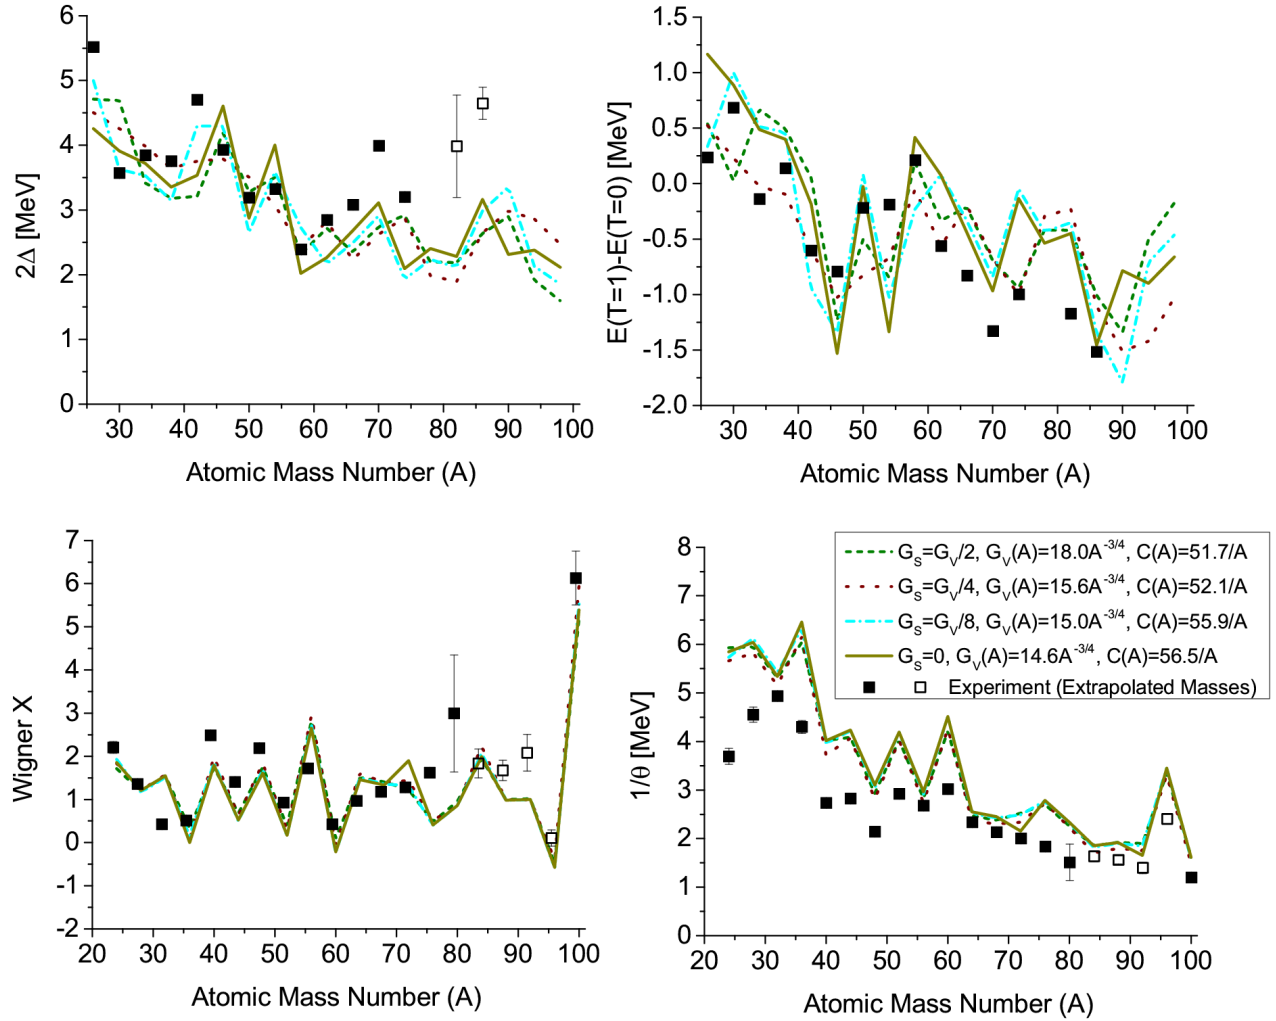 6
5
4
3
2
1
0
2Δ [MeV]
30 40 50 60 70 80 90 100
Atomic Mass Number (A)
1.5
1.0
0.5
0.0
-0.5
-1.0
-1.5
-2.0
E(T=1)-E(T=0) [MeV]
30 40 50 60 70 80 90 100
Atomic Mass Number (A)
7
6
5
4
3
2
1
0
-1
-2
Wigner X
20 30 40 50 60 70 80 90 100
Atomic Mass Number (A)
8
7
6
5
4
3
2
1
0
1/θ [MeV]
20 30 40 50 60 70 80 90 100
Atomic Mass Number (A)
G_S=G_V/2, G_V(A)=18.0A^-3/4, C(A)=51.7/A
G_S=G_V/4, G_V(A)=15.6A^-3/4, C(A)=52.1/A
G_S=G_V/8, G_V(A)=15.0A^-3/4, C(A)=55.9/A
G_S=0, G_V(A)=14.6A^-3/4, C(A)=56.5/A
Experiment (Extrapolated Masses)